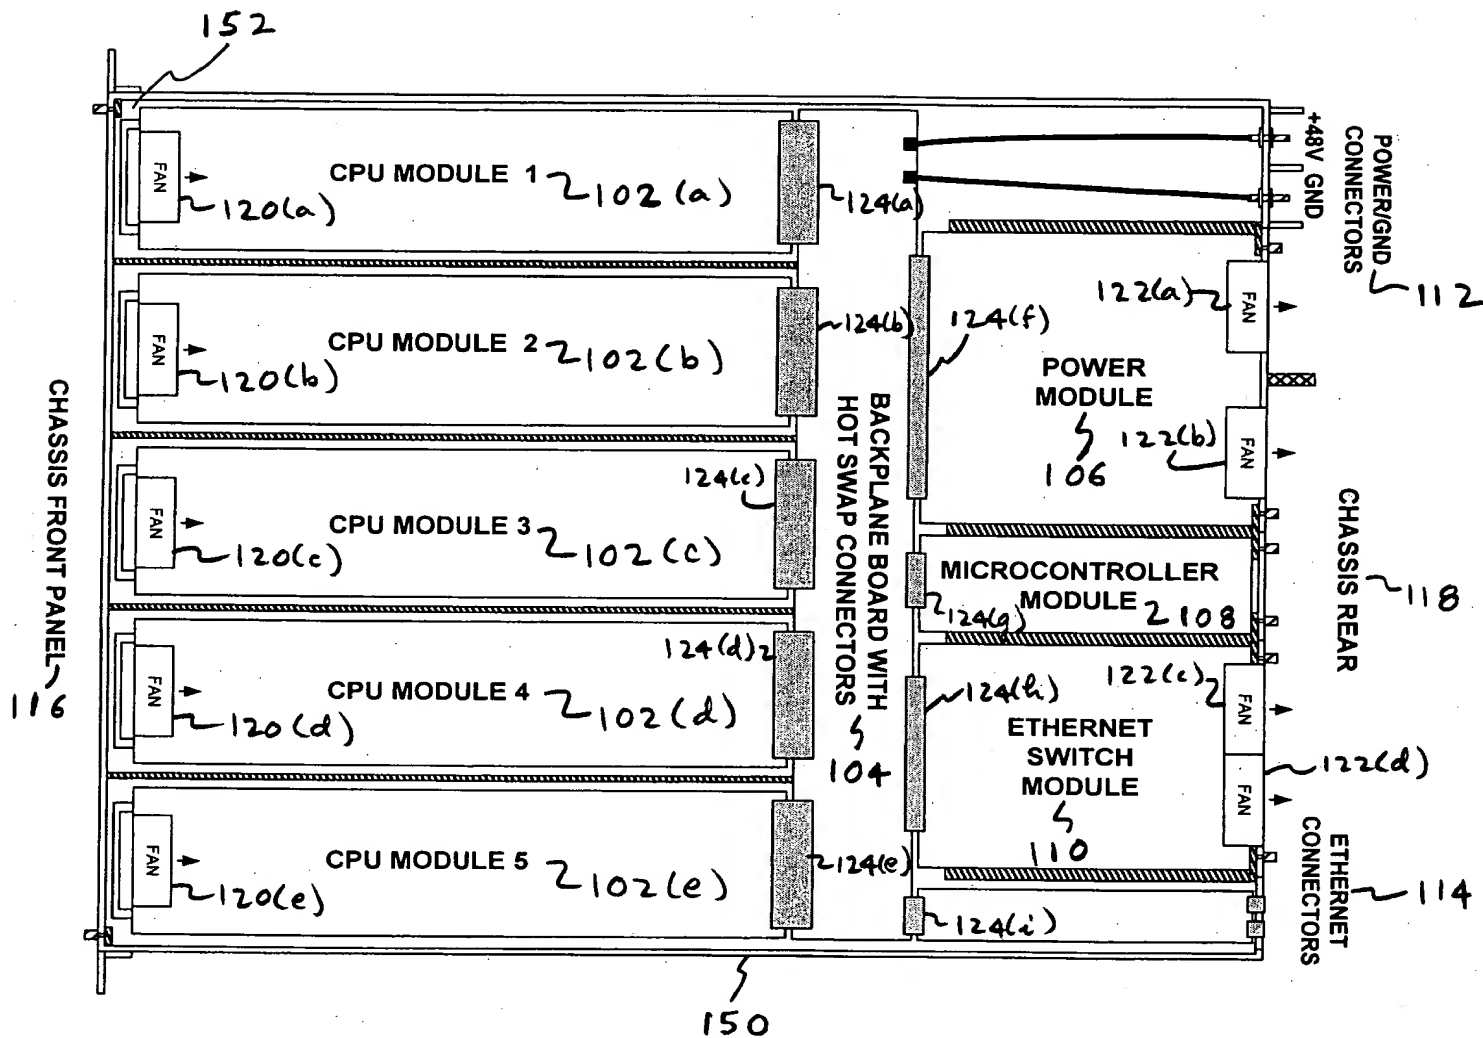 152
+48V GND
POWER/GND
CONNECTORS
112
FAN
CPU MODULE 1
102(a)
120(a)
124(a)
122(a)
FAN
FAN
CPU MODULE 2
102(b)
120(b)
124(b)
124(f)
POWER
MODULE
106
122(b)
FAN
CHASSIS FRONT PANEL
116
BACKPLANE BOARD WITH
HOT SWAP CONNECTORS
104
CHASSIS REAR
118
FAN
CPU MODULE 3
102(c)
120(c)
124(c)
MICROCONTROLLER
MODULE
108
124(g)
FAN
CPU MODULE 4
102(d)
120(d)
124(d)
124(h)
ETHERNET
SWITCH
MODULE
110
122(c)
FAN
122(d)
FAN
ETHERNET
CONNECTORS
114
FAN
CPU MODULE 5
102(e)
120(e)
124(e)
124(i)
150